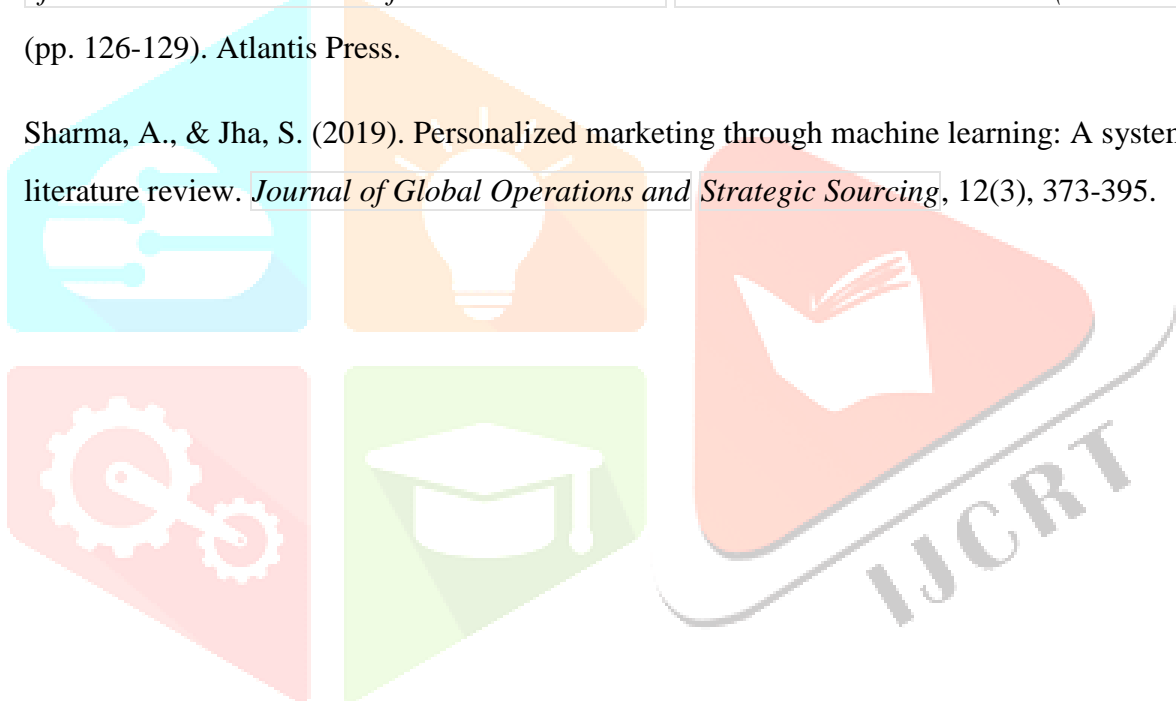 (pp. 126-129). Atlantis Press.
Sharma, A., & Jha, S. (2019). Personalized marketing through machine learning: A
literature review. Journal of Global Operations and Strategic Sourcing, 12(3), 373-395.
IJCRT